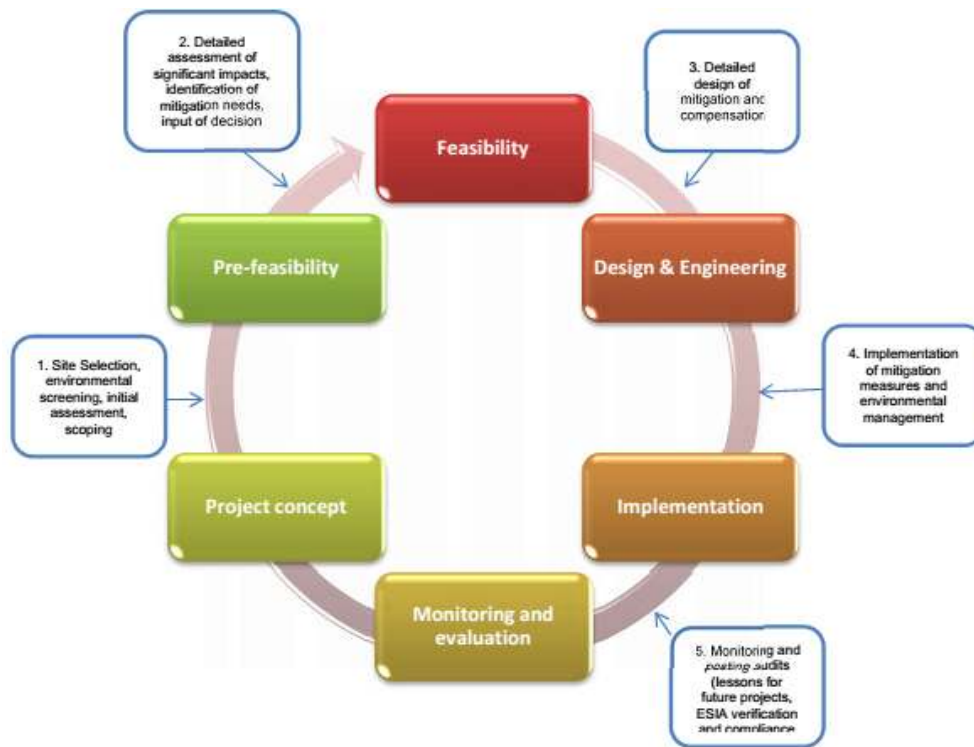 2. Detailed
assessment of
significant impacts,
identification of
mitigation needs,
input of decision
3. Detailed
design of
mitigation and
compensation
Feasibility
Pre-feasibility
Design & Engineering
1. Site Selection,
environmental
screening, initial
assessment,
scoping
4. Implementation
of mitigation
measures and
environmental
management
Project concept
Implementation
Monitoring and
evaluation
5. Monitoring and
posting audits
(lessons for
future projects,
ESIA verification
and compliance